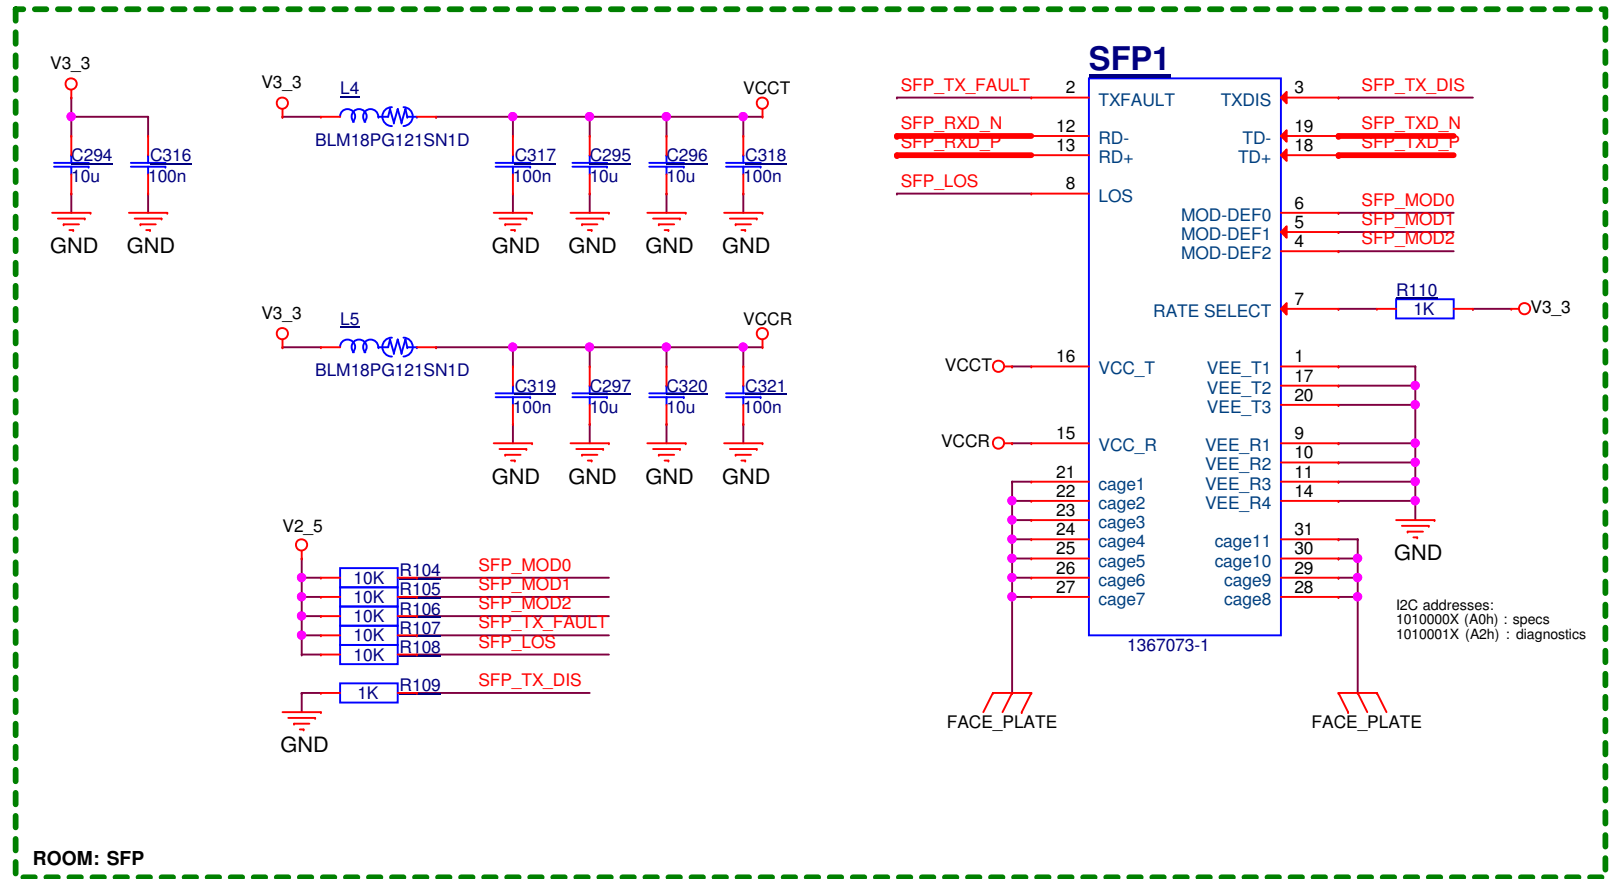 V3_3
C294
10u
C316
100n
GND
GND
V3_3
L4
BLM18PG121SN1D
VCCT
C317
100n
C295
10u
C296
10u
C318
100n
GND
GND
GND
GND
V3_3
L5
BLM18PG121SN1D
VCCR
C319
100n
C297
10u
C320
10u
C321
100n
GND
GND
GND
GND
V2_5
10K R104 SFP_MOD0
10K R105 SFP_MOD1
10K R106 SFP_MOD2
10K R107 SFP_TX_FAULT
10K R108 SFP_LOS
1K R109 SFP_TX_DIS
GND
SFP1
SFP_TX_FAULT 2 TXFAULT
SFP_RXD_N 12 RD-
SFP_RXD_P 13 RD+
SFP_LOS 8 LOS
TXDIS 3 SFP_TX_DIS
TD- 19 SFP_TXD_N
TD+ 18 SFP_TXD_P
MOD-DEF0 6 SFP_MOD0
MOD-DEF1 5 SFP_MOD1
MOD-DEF2 4 SFP_MOD2
RATE SELECT 7 R110 1K V3_3
VCCT 16 VCC_T
VCCR 15 VCC_R
VEE_T1 1
VEE_T2 17
VEE_T3 20
VEE_R1 9
VEE_R2 10
VEE_R3 11
VEE_R4 14
GND
21 cage1
22 cage2
23 cage3
24 cage4
25 cage5
26 cage6
27 cage7
cage11 31
cage10 30
cage9 29
cage8 28
1367073-1
FACE_PLATE
FACE_PLATE
I2C addresses:
1010000X (A0h) : specs
1010001X (A2h) : diagnostics
ROOM: SFP